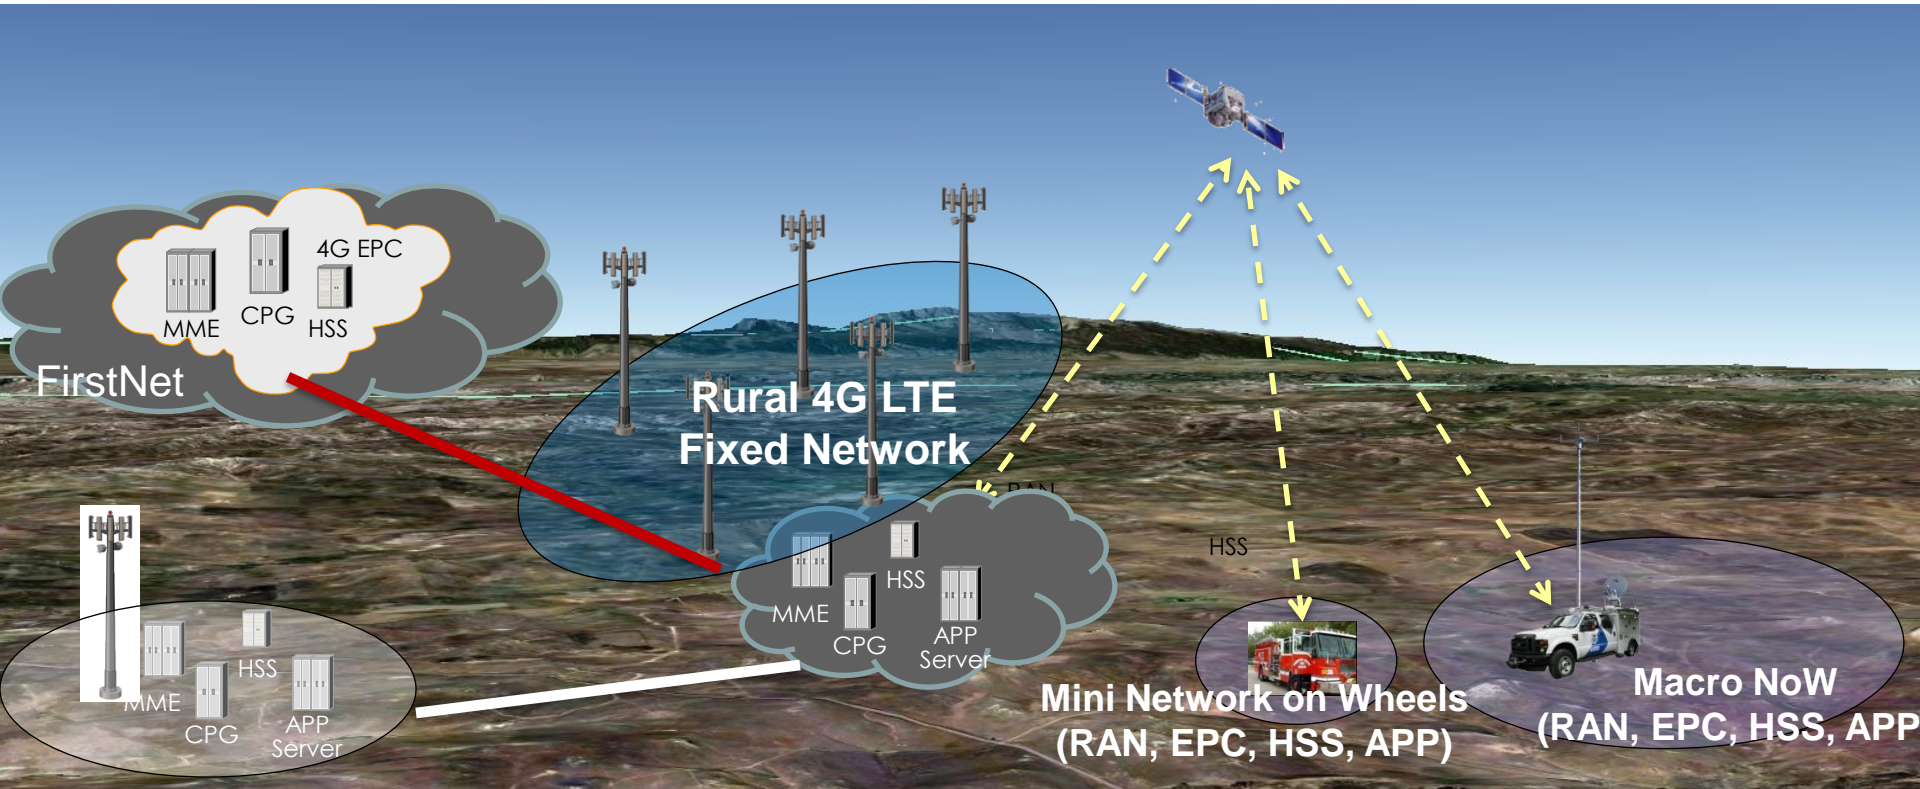 4G EPC
MME
CPG
HSS
FirstNet
Rural 4G LTE
Fixed Network
RAN
HSS
MME
HSS
CPG
APP
Server
MME
HSS
CPG
APP
Server
Mini Network on Wheels
(RAN, EPC, HSS, APP)
Macro NoW
(RAN, EPC, HSS, APP